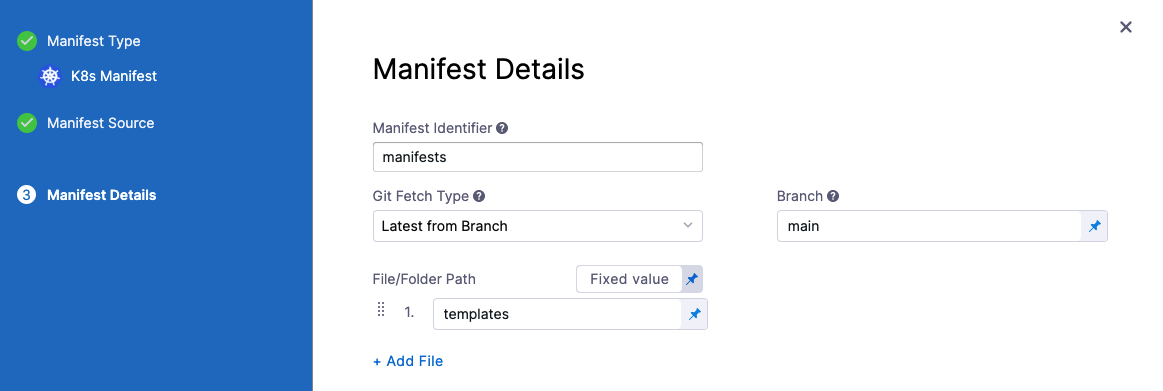 Manifest Type
K8s Manifest
Manifest Source
3 Manifest Details
Manifest Details
Manifest Identifier ?
manifests
Git Fetch Type ?
Latest from Branch
Branch ?
main
File/Folder Path
Fixed value
1. templates
+ Add File